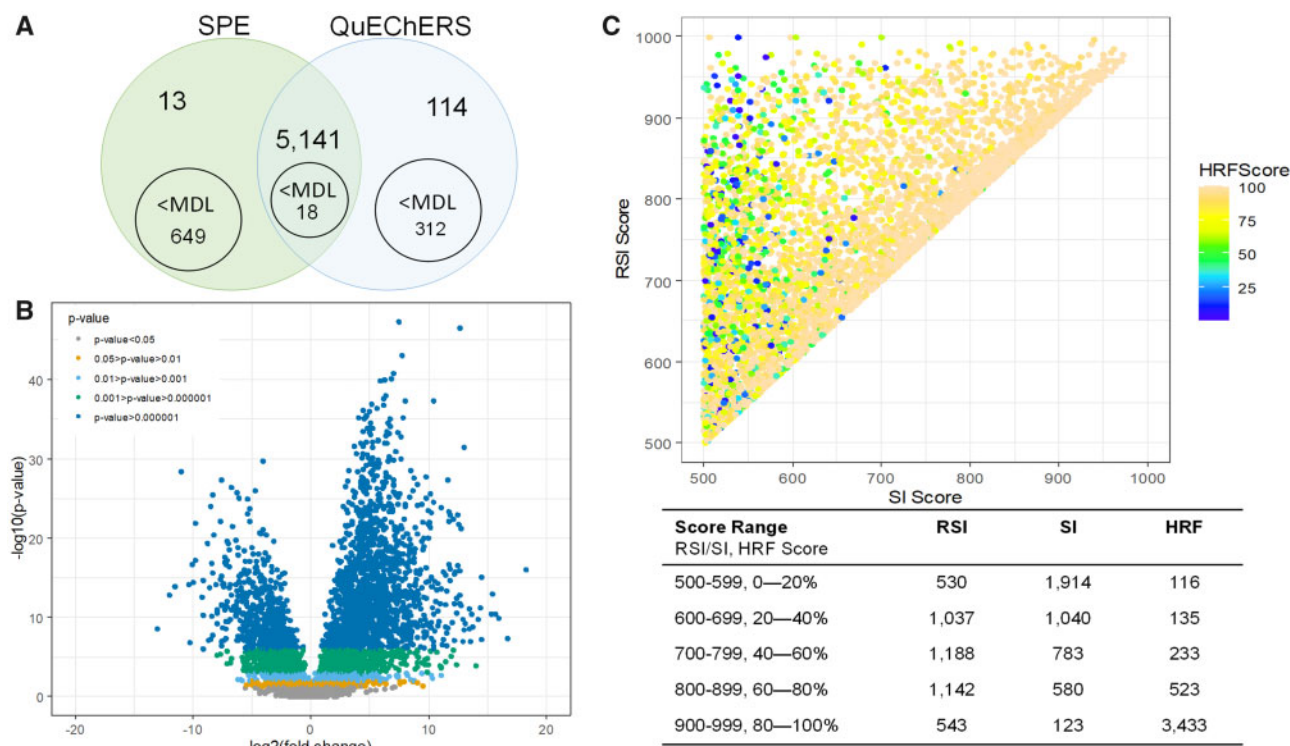 A
SPE
QuEChERS
13
5,141
114
<MDL
649
<MDL
18
<MDL
312
B
p-value
p-value<0.05
0.05>p-value>0.01
0.01>p-value>0.001
0.001>p-value>0.000001
p-value>0.000001
-log10(p-value)
40
30
20
10
0
-20
-10
0
10
20
-log2(fold change)
C
RSI Score
1000
900
800
700
600
500
500
600
700
800
900
1000
SI Score
HRFScore
100
75
50
25
Score Range RSI SI HRF
RSI/SI, HRF Score
500-599, 0—20% 530 1,914 116
600-699, 20—40% 1,037 1,040 135
700-799, 40—60% 1,188 783 233
800-899, 60—80% 1,142 580 523
900-999, 80—100% 543 123 3,433